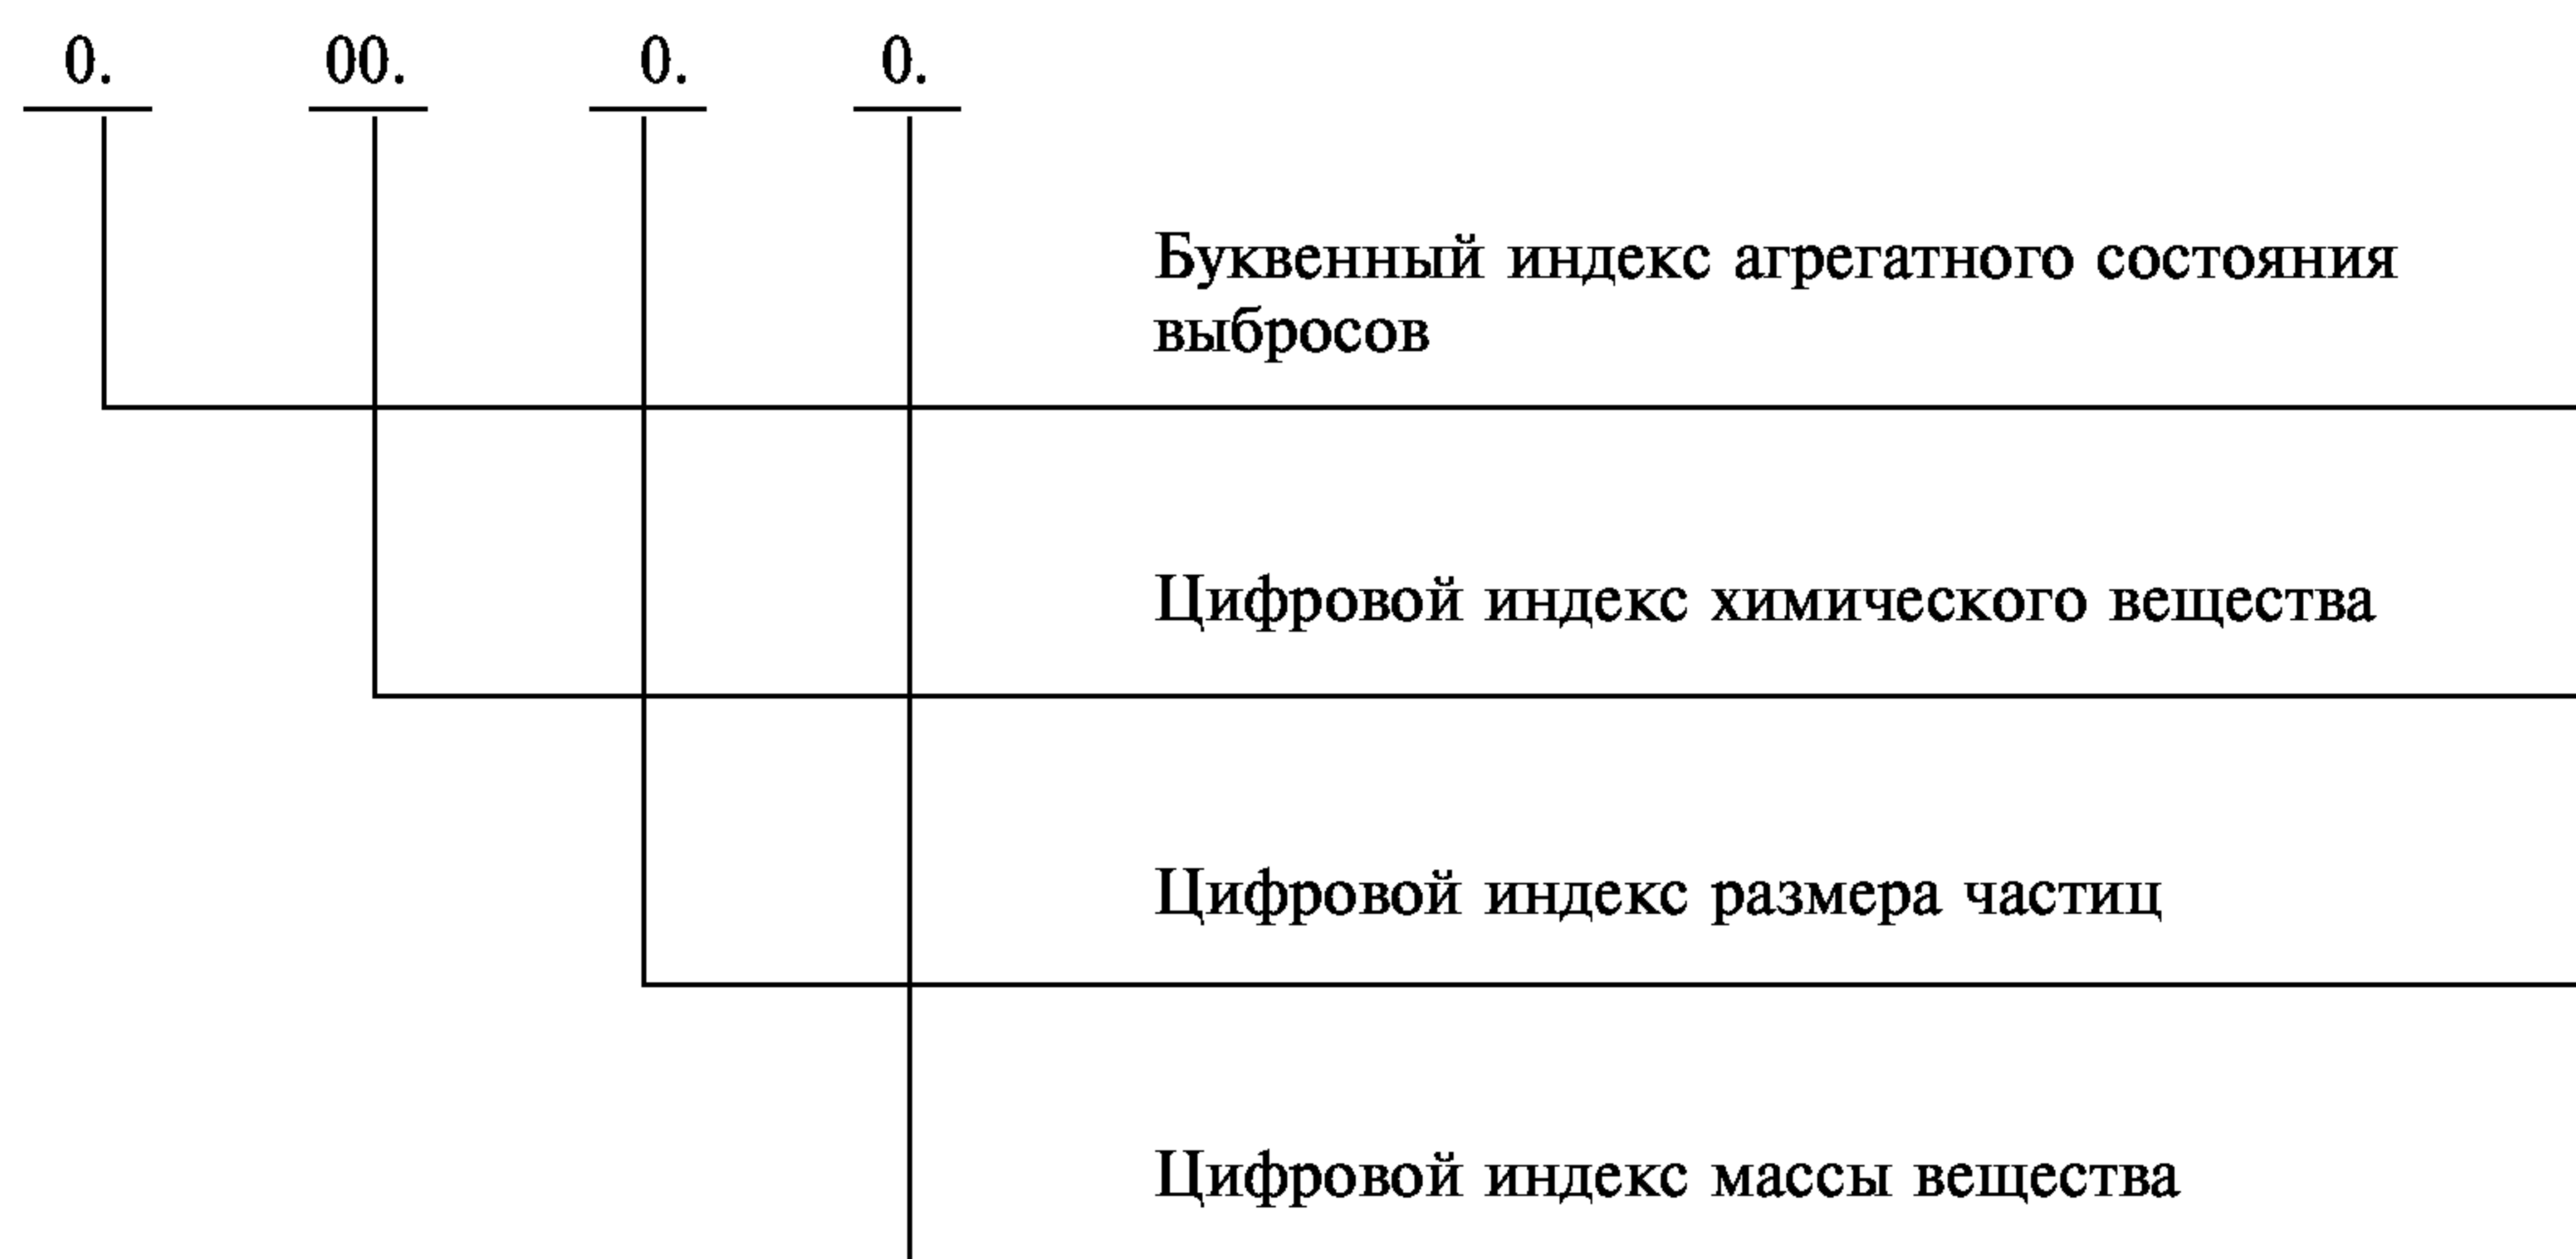 0. 00. 0. 0.
Буквенный индекс агрегатного состояния
выбросов
Цифровой индекс химического вещества
Цифровой индекс размера частиц
Цифровой индекс массы вещества